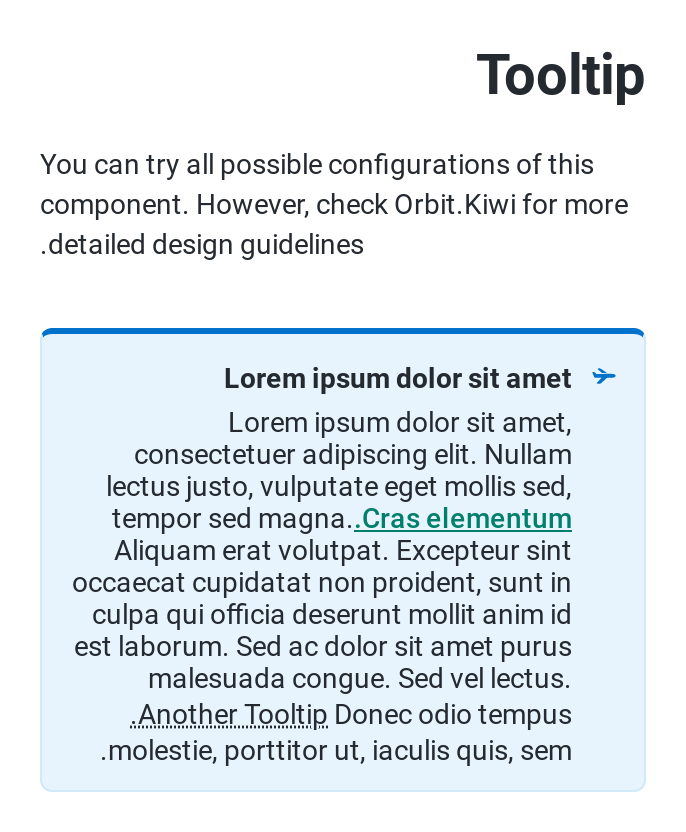 Tooltip
You can try all possible configurations of this
component. However, check Orbit.Kiwi for more
.detailed design guidelines
Lorem ipsum dolor sit amet
Lorem ipsum dolor sit amet,
consectetuer adipiscing elit. Nullam
lectus justo, vulputate eget mollis sed,
tempor sed magna..Cras elementum
Aliquam erat volutpat. Excepteur sint
occaecat cupidatat non proident, sunt in
culpa qui officia deserunt mollit anim id
est laborum. Sed ac dolor sit amet purus
malesuada congue. Sed vel lectus.
.Another Tooltip Donec odio tempus
.molestie, porttitor ut, iaculis quis, sem